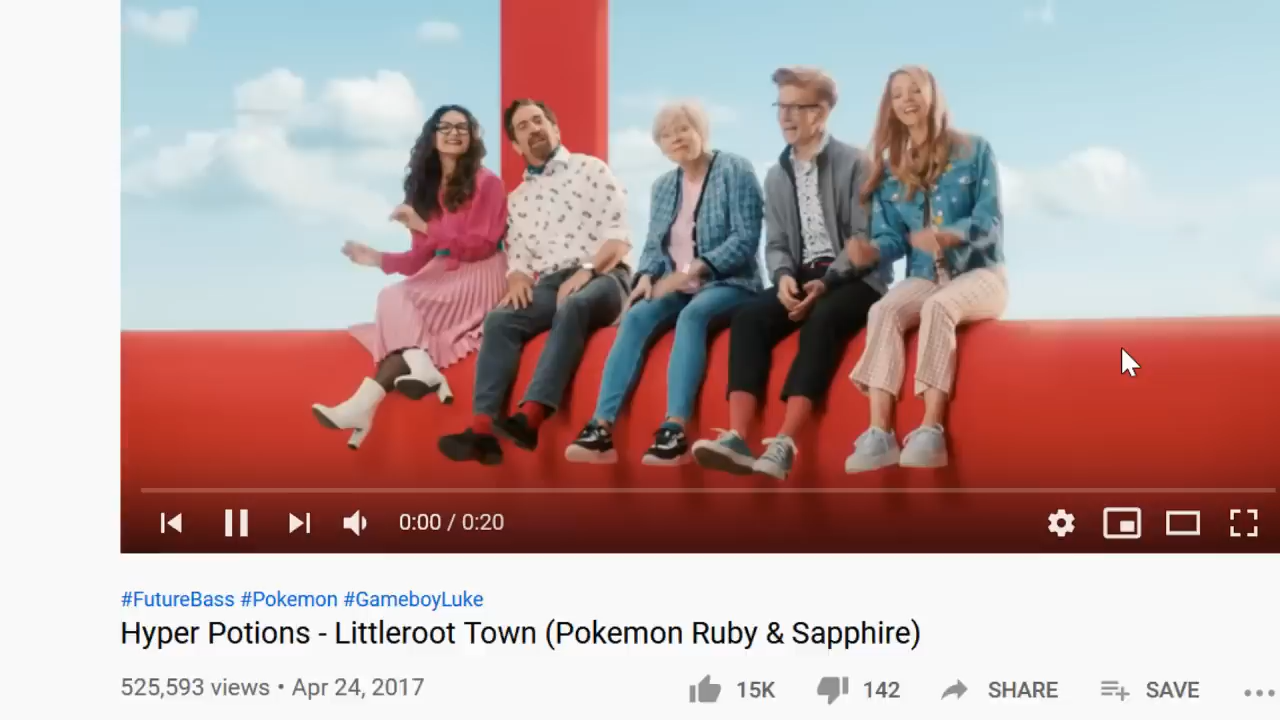 0:00 / 0:20
#FutureBass #Pokemon #GameboyLuke
Hyper Potions - Littleroot Town (Pokemon Ruby & Sapphire)
525,593 views • Apr 24, 2017
15K 142 SHARE SAVE